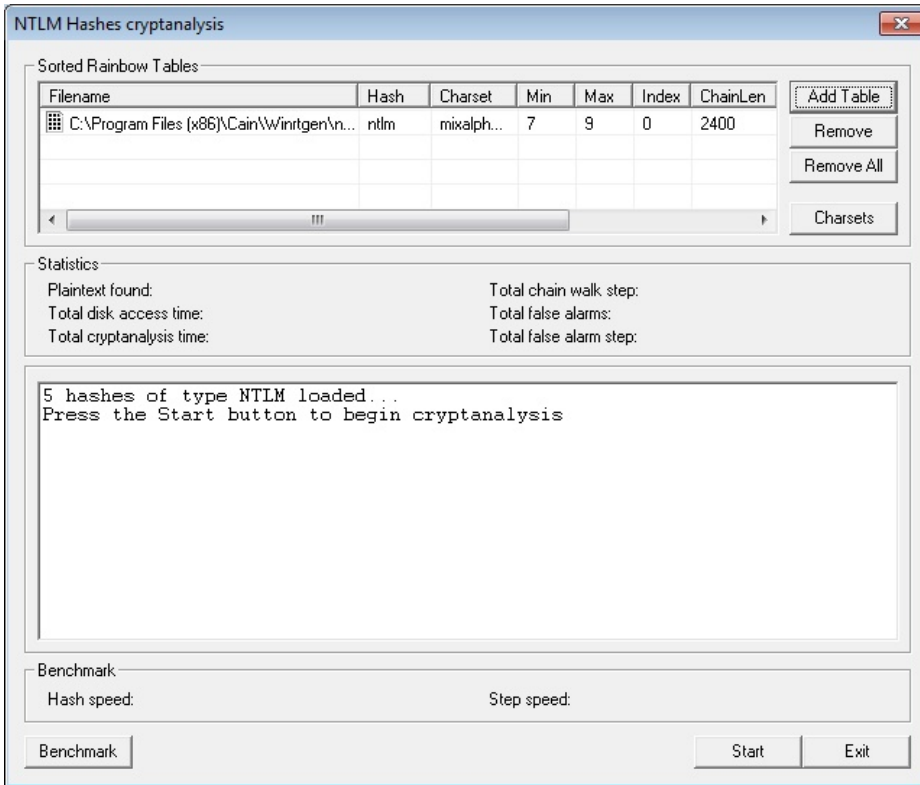 NTLM Hashes cryptanalysis
Sorted Rainbow Tables
Filename Hash Charset Min Max Index ChainLen
C:\Program Files (x86)\Cain\Winrtgen\n... ntlm mixalph... 7 9 0 2400
Add Table
Remove
Remove All
Charsets
Statistics
Plaintext found: Total chain walk step:
Total disk access time: Total false alarms:
Total cryptanalysis time: Total false alarm step:
5 hashes of type NTLM loaded...
Press the Start button to begin cryptanalysis
Benchmark
Hash speed: Step speed:
Benchmark Start Exit